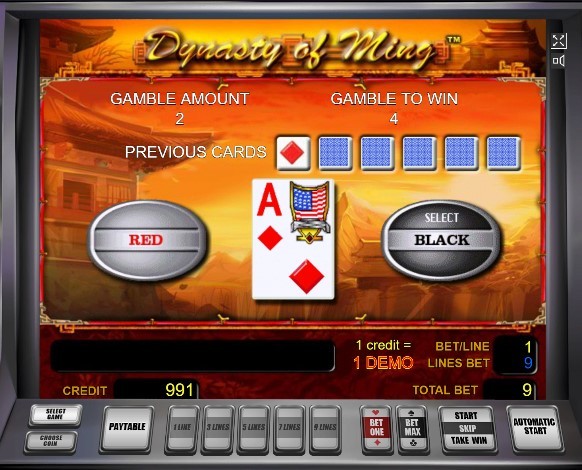 Dynasty of Ming™
GAMBLE AMOUNT
2
GAMBLE TO WIN
4
PREVIOUS CARDS
A
RED
SELECT
BLACK
1 credit =
1 DEMO
BET/LINE 1
LINES BET 9
CREDIT 991
TOTAL BET 9
SELECT
GAME
CHOOSE
COIN
PAYTABLE
1 LINE
3 LINES
5 LINES
7 LINES
9 LINES
BET
ONE
BET
MAX
START
SKIP
TAKE WIN
AUTOMATIC
START